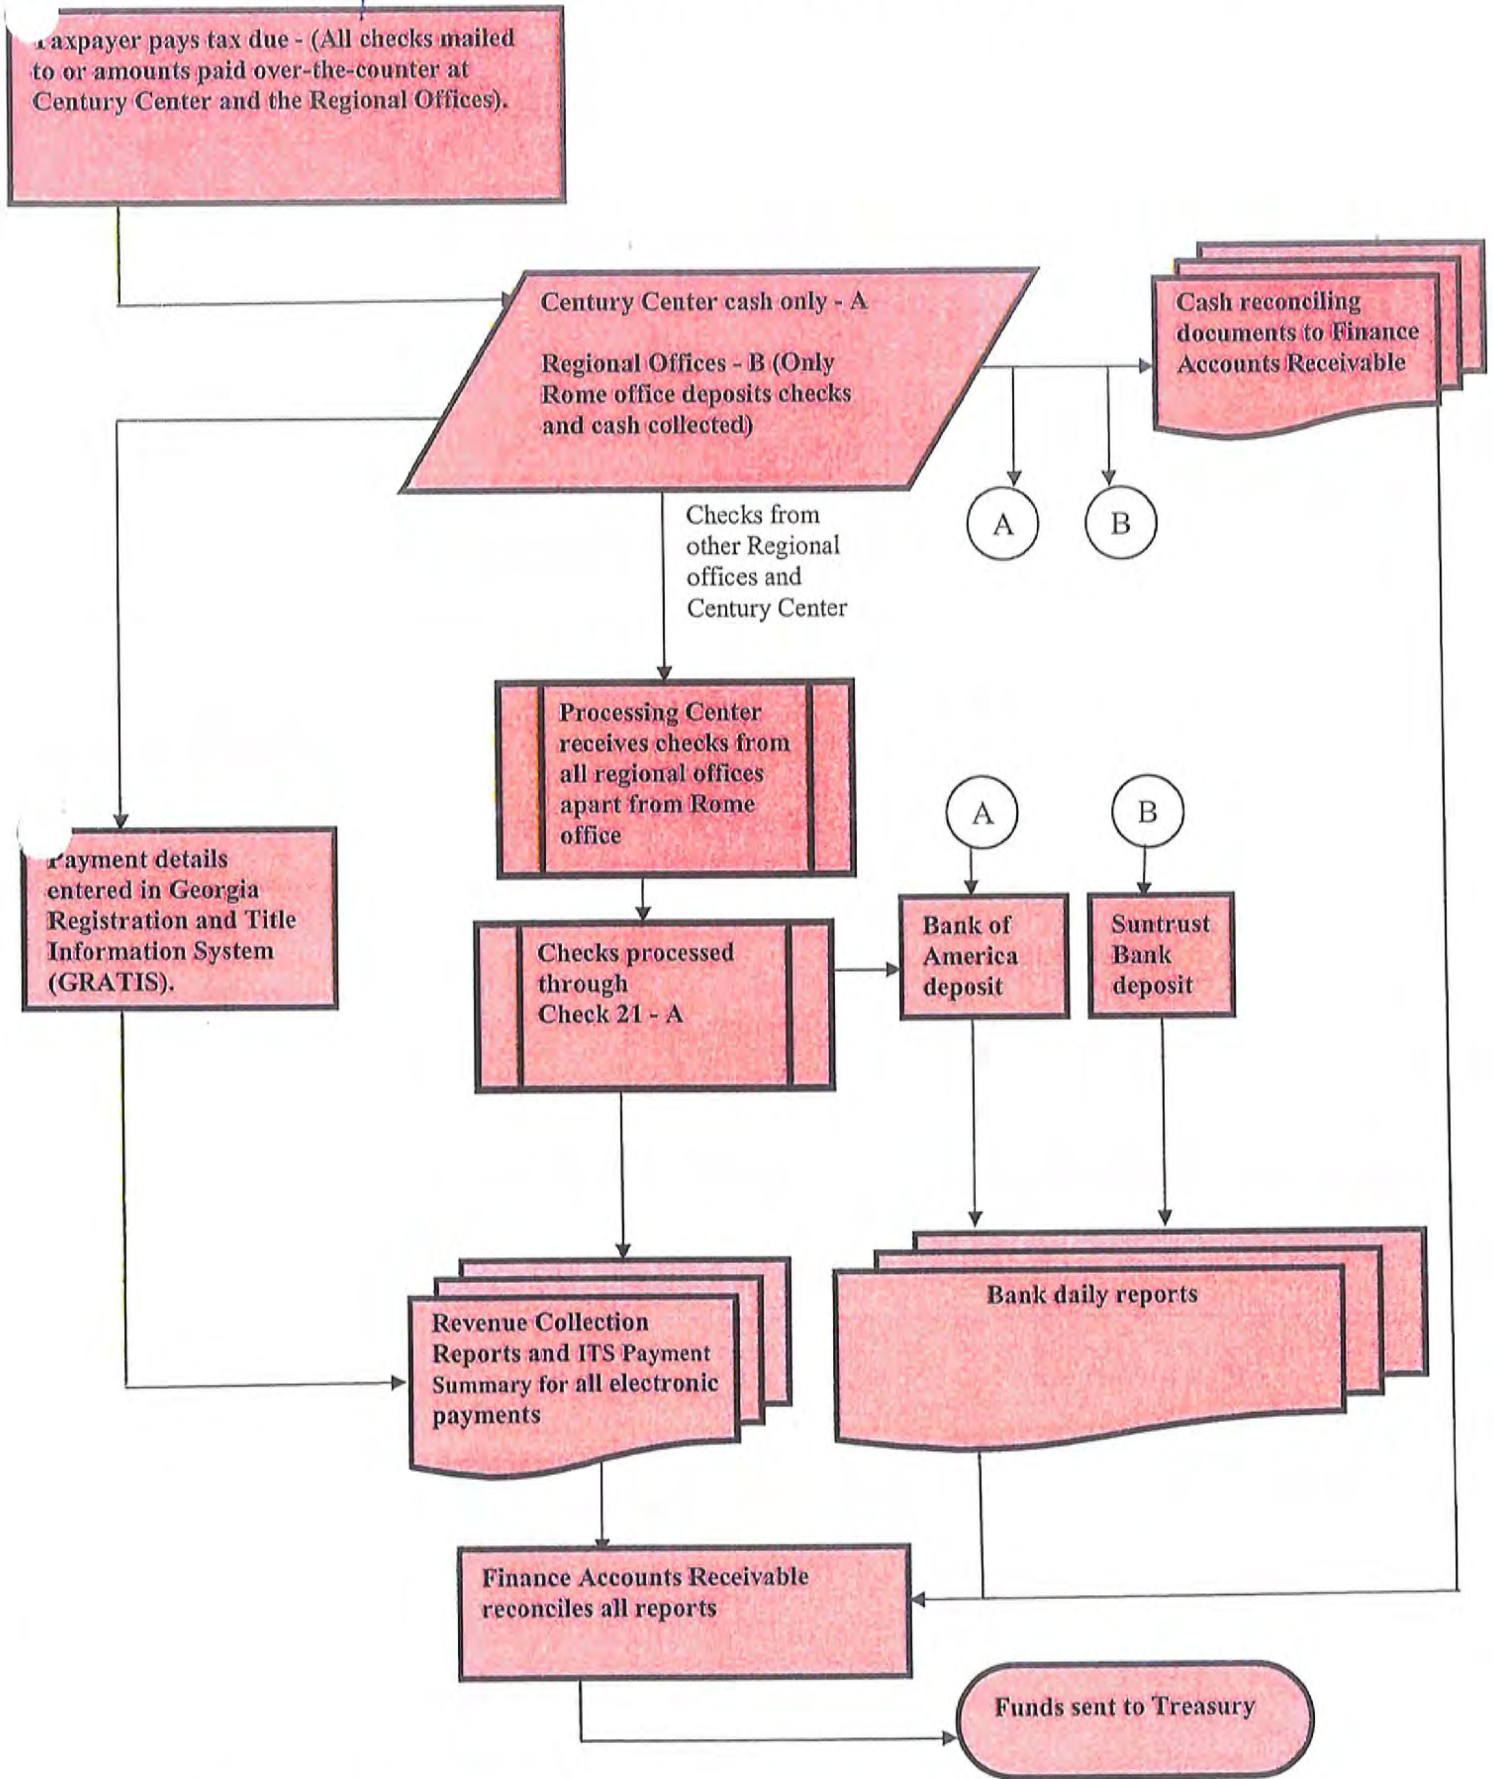 Taxpayer pays tax due - (All checks mailed
to or amounts paid over-the-counter at
Century Center and the Regional Offices).
Century Center cash only - A
Regional Offices - B (Only
Rome office deposits checks
and cash collected)
Cash reconciling
documents to Finance
Accounts Receivable
A
B
Checks from
other Regional
offices and
Century Center
Processing Center
receives checks from
all regional offices
apart from Rome
office
A
B
Payment details
entered in Georgia
Registration and Title
Information System
(GRATIS).
Checks processed
through
Check 21 - A
Bank of
America
deposit
Suntrust
Bank
deposit
Bank daily reports
Revenue Collection
Reports and ITS Payment
Summary for all electronic
payments
Finance Accounts Receivable
reconciles all reports
Funds sent to Treasury